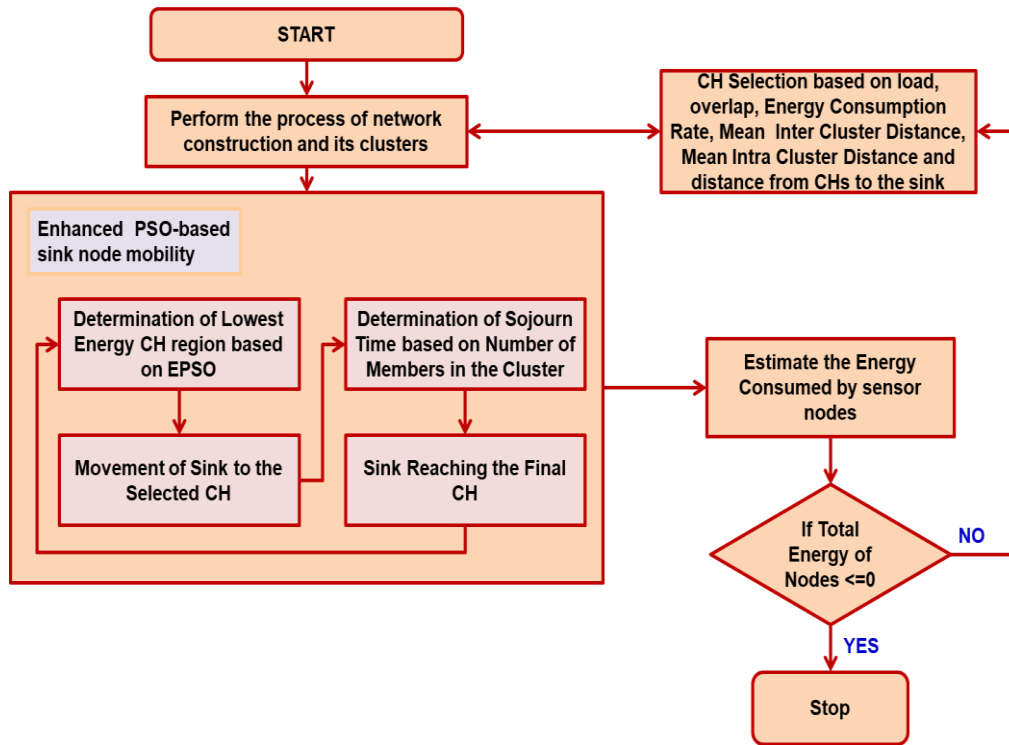 START
Perform the process of network
construction and its clusters
CH Selection based on load,
overlap, Energy Consumption
Rate, Mean Inter Cluster Distance,
Mean Intra Cluster Distance and
distance from CHs to the sink
Enhanced PSO-based
sink node mobility
Determination of Lowest
Energy CH region based
on EPSO
Determination of Sojourn
Time based on Number of
Members in the Cluster
Movement of Sink to the
Selected CH
Sink Reaching the Final
CH
Estimate the Energy
Consumed by sensor
nodes
If Total
Energy of
Nodes <=0
NO
YES
Stop